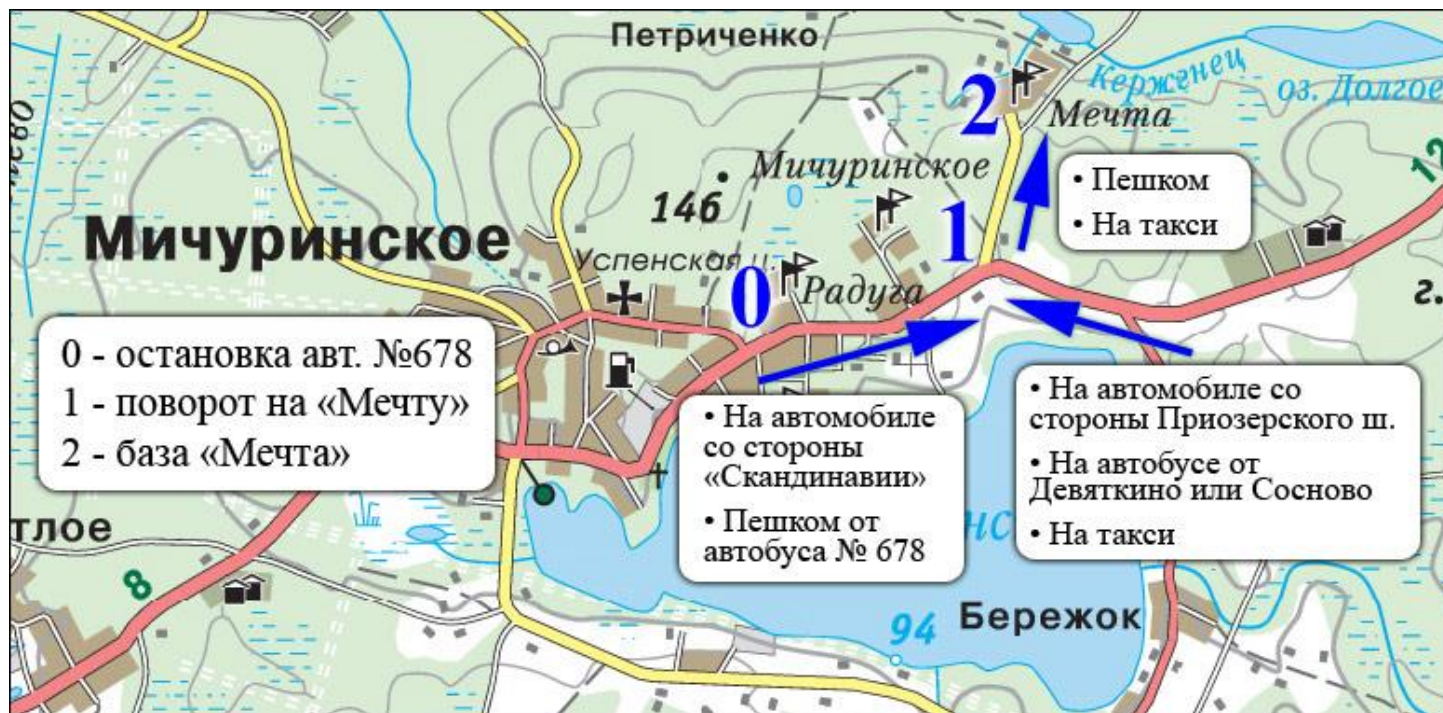 Петриченко
Керженец
оз. Долгое
2
Мечта
12
Мичуринское
146
• Пешком
• На такси
Мичуринское
1
Успенская ц.
0
Радуга
г.
0 - остановка авт. №678
1 - поворот на «Мечту»
2 - база «Мечта»
• На автомобиле
со стороны
«Скандинавии»
• Пешком от
автобуса № 678
• На автомобиле со
стороны Приозерского ш.
• На автобусе от
Девяткино или Сосново
• На такси
тлое
8
94
Бережок